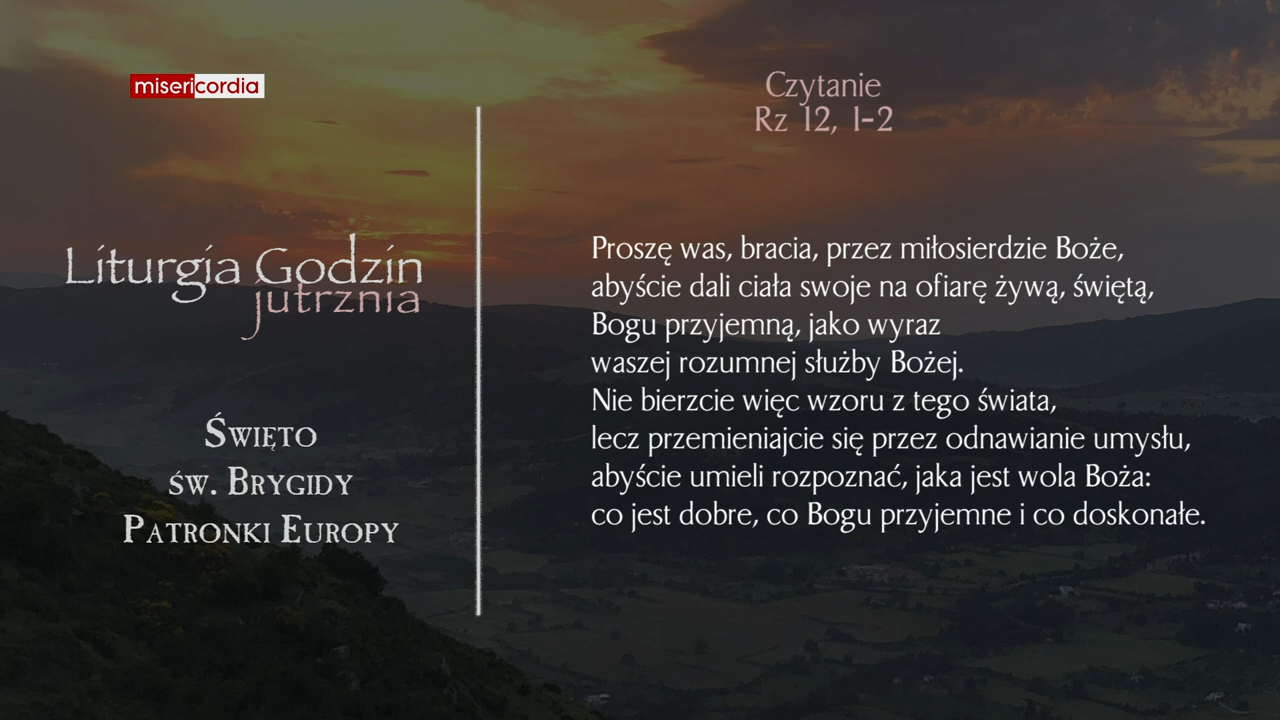 misericordia
Liturgia Godzin
jutrznia
Święto
św. Brygidy
Patronki Europy
Czytanie
Rz 12, 1-2
Proszę was, bracia, przez miłosierdzie Boże,
abyście dali ciała swoje na ofiarę żywą, świętą,
Bogu przyjemną, jako wyraz
waszej rozumnej służby Bożej.
Nie bierzcie więc wzoru z tego świata,
lecz przemieniajcie się przez odnawianie umysłu,
abyście umieli rozpoznać, jaka jest wola Boża:
co jest dobre, co Bogu przyjemne i co doskonałe.